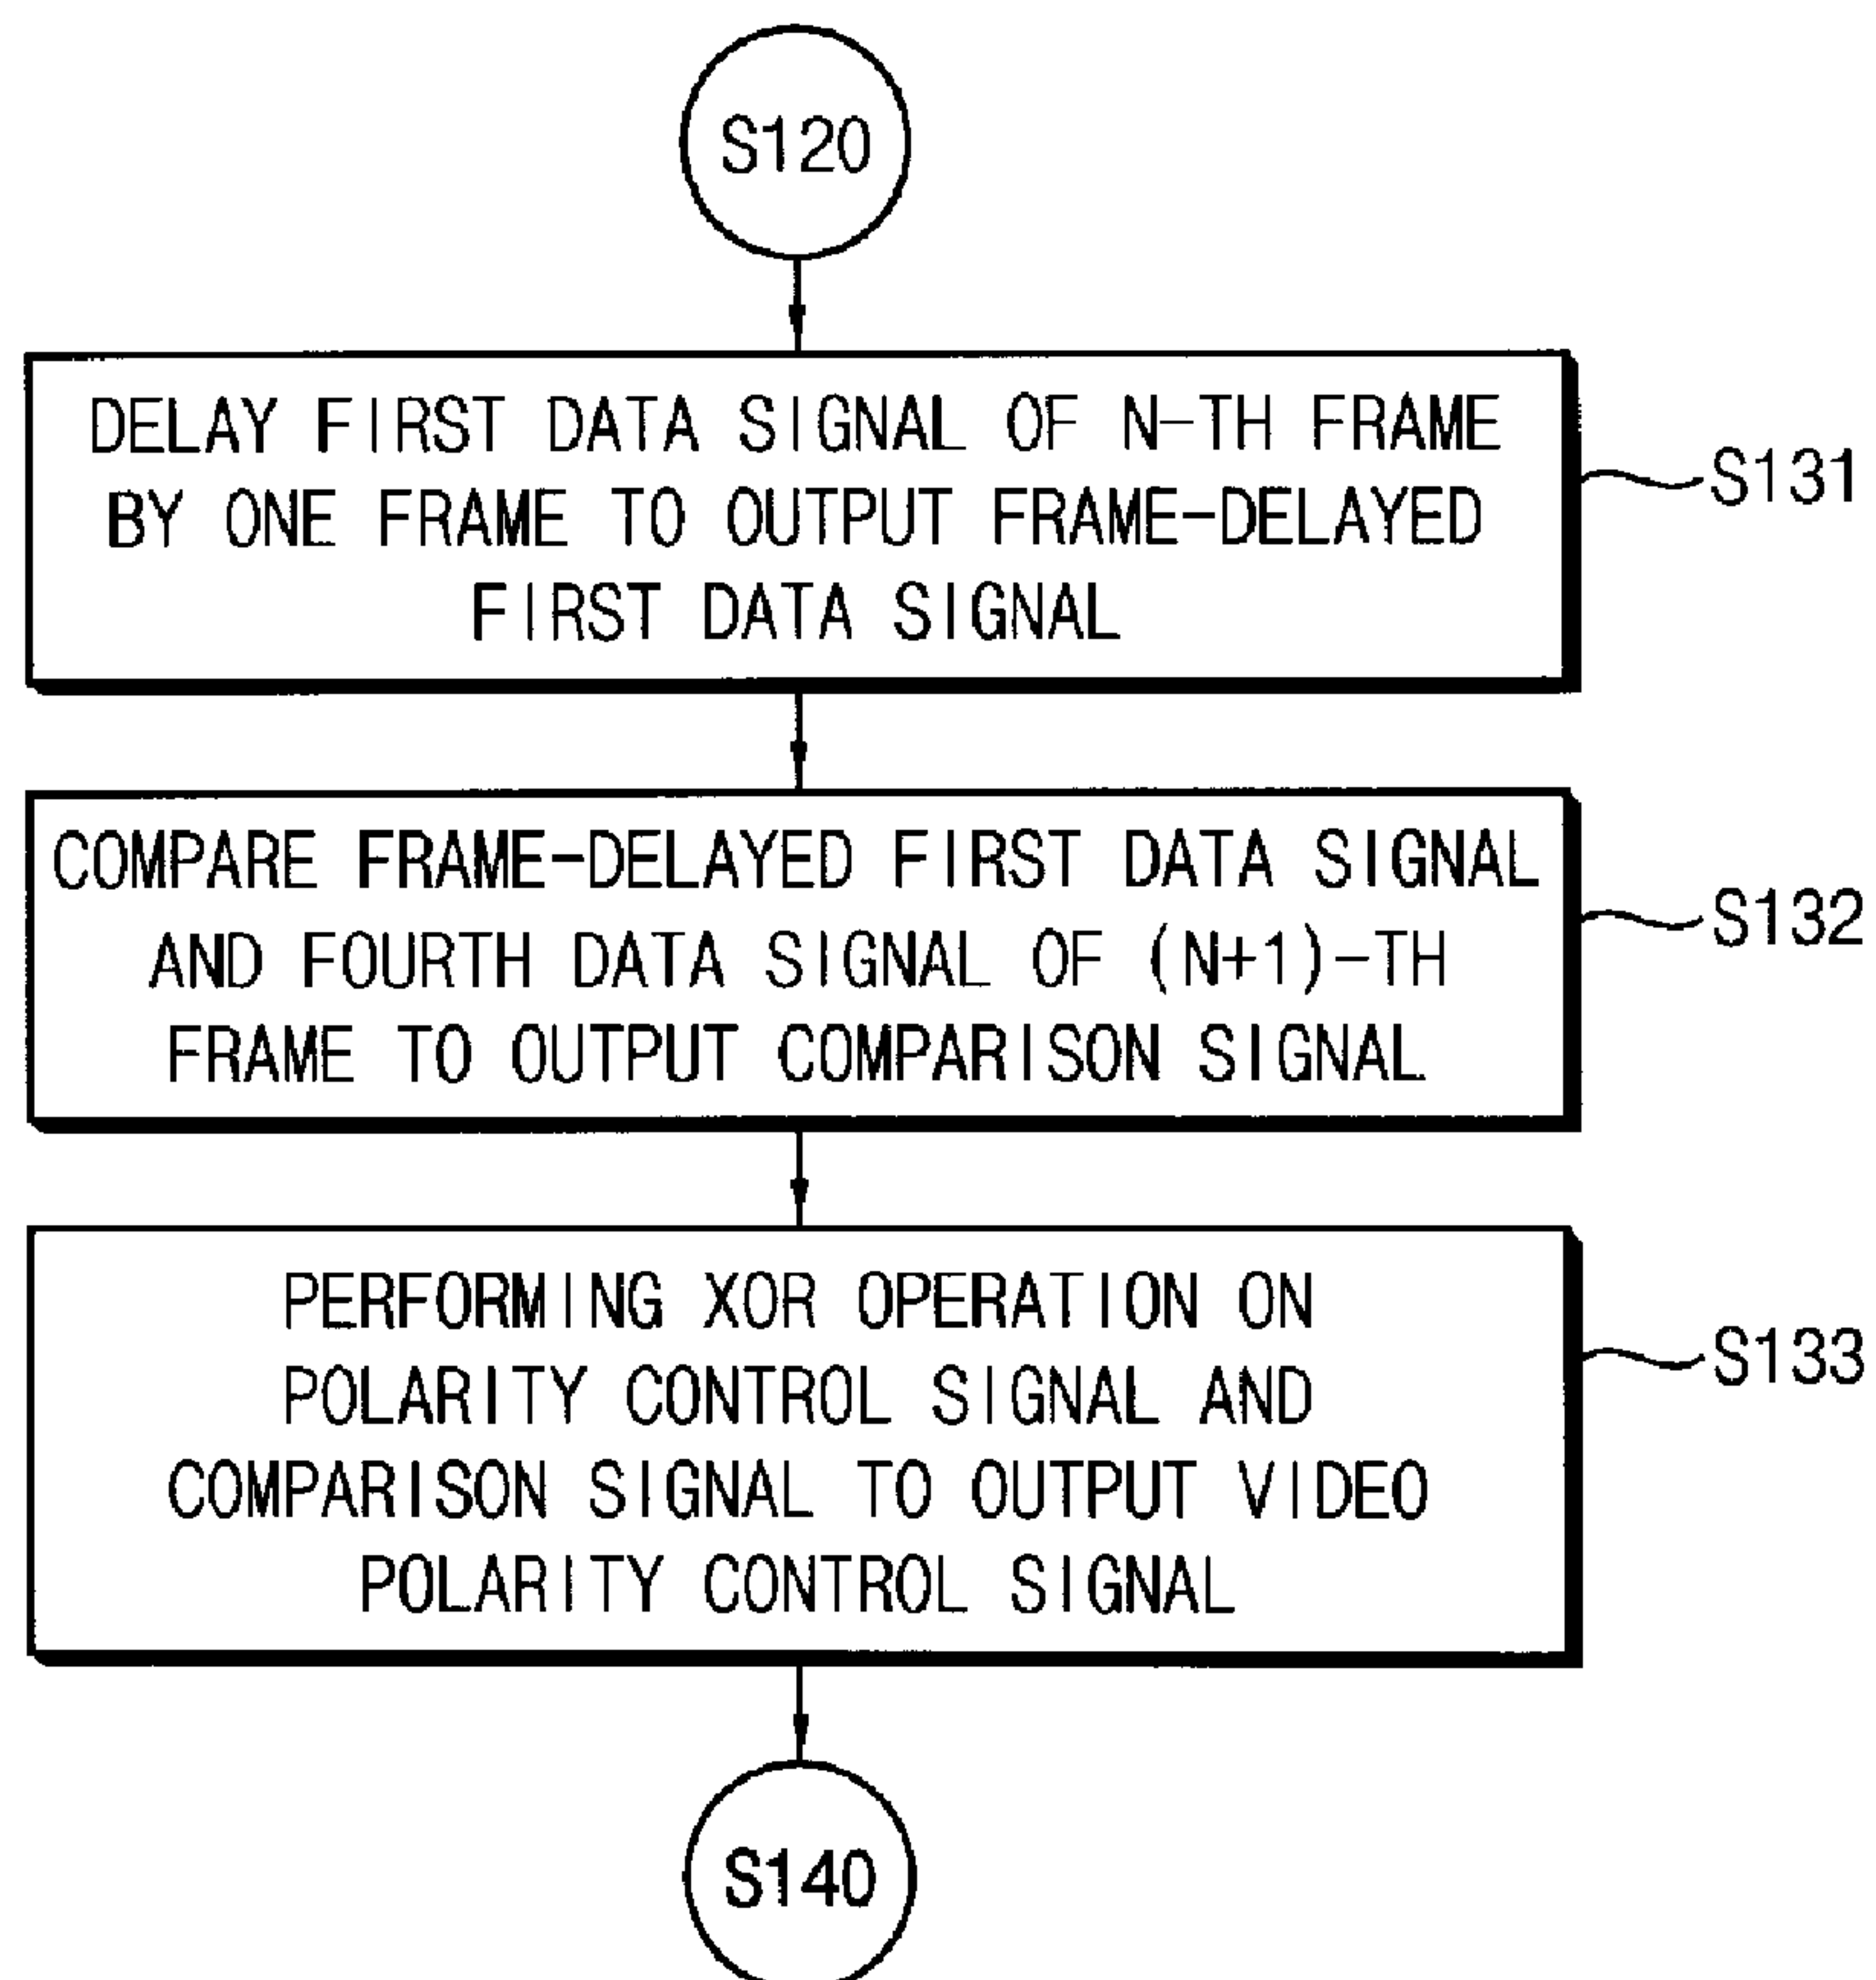 S120
DELAY FIRST DATA SIGNAL OF N-TH FRAME
BY ONE FRAME TO OUTPUT FRAME-DELAYED
FIRST DATA SIGNAL
S131
COMPARE FRAME-DELAYED FIRST DATA SIGNAL
AND FOURTH DATA SIGNAL OF (N+1)-TH
FRAME TO OUTPUT COMPARISON SIGNAL
S132
PERFORMING XOR OPERATION ON
POLARITY CONTROL SIGNAL AND
COMPARISON SIGNAL TO OUTPUT VIDEO
POLARITY CONTROL SIGNAL
S133
S140